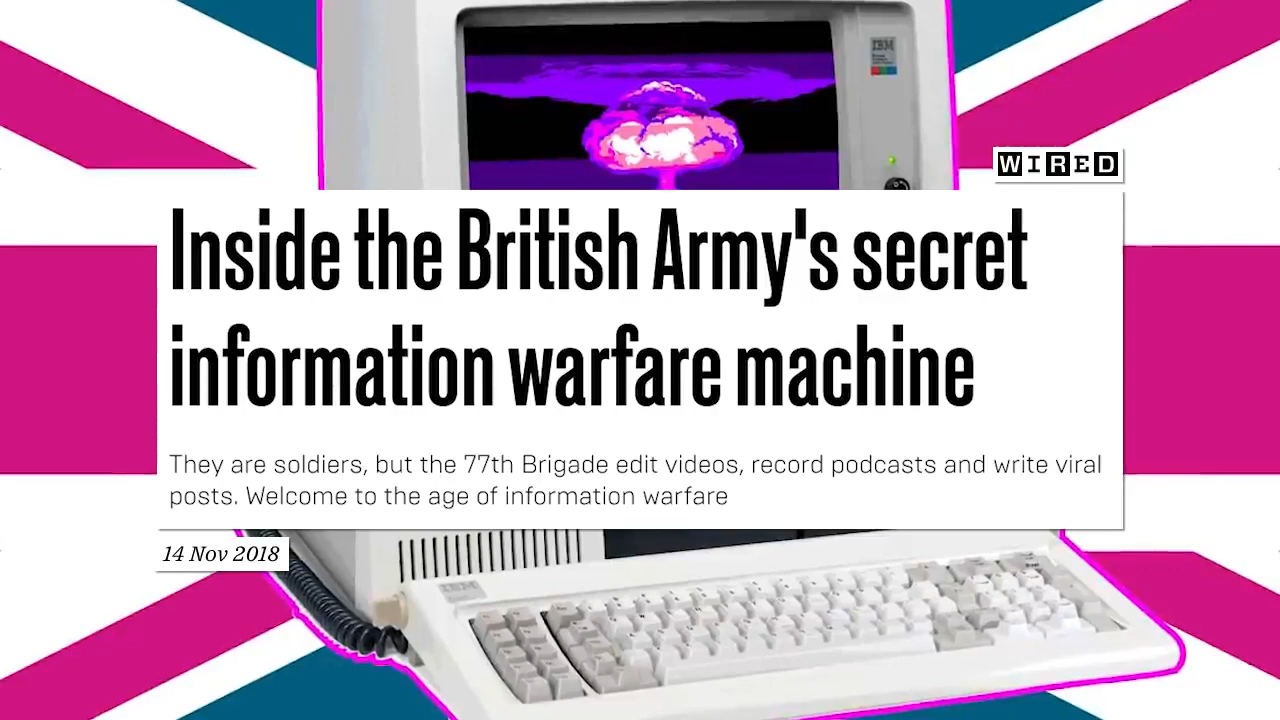 IBM
WIRED
Inside the British Army's secret
information warfare machine
They are soldiers, but the 77th Brigade edit videos, record podcasts and write viral
posts. Welcome to the age of information warfare
14 Nov 2018
IBM